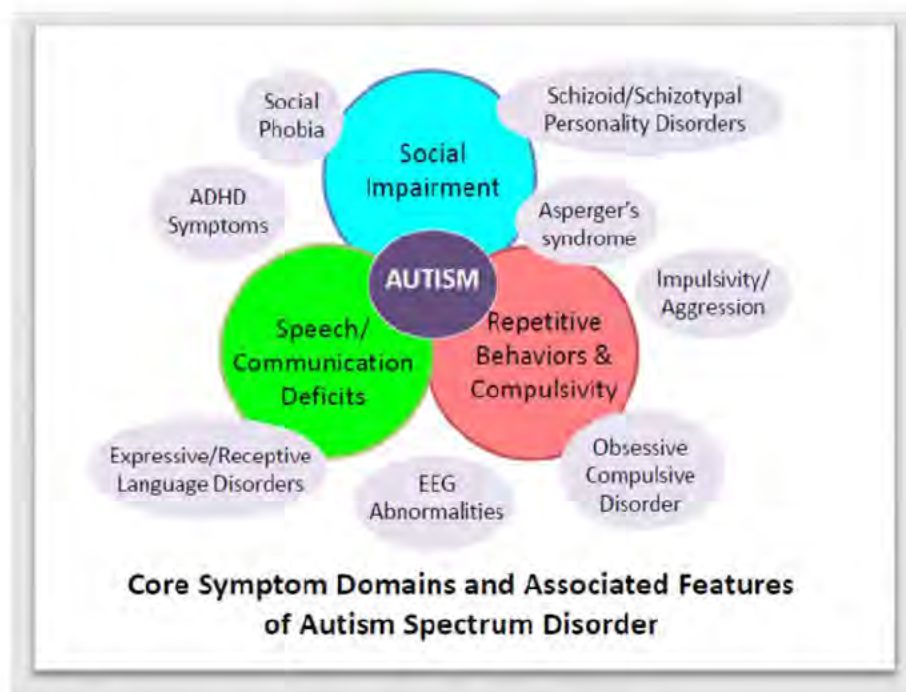 Social
Phobia
Schizoid/Schizotypal
Personality Disorders
Social
Impairment
ADHD
Symptoms
Asperger's
syndrome
AUTISM
Impulsivity/
Aggression
Speech/
Communication
Deficits
Repetitive
Behaviors &
Compulsivity
Expressive/Receptive
Language Disorders
EEG
Abnormalities
Obsessive
Compulsive
Disorder
Core Symptom Domains and Associated Features
of Autism Spectrum Disorder